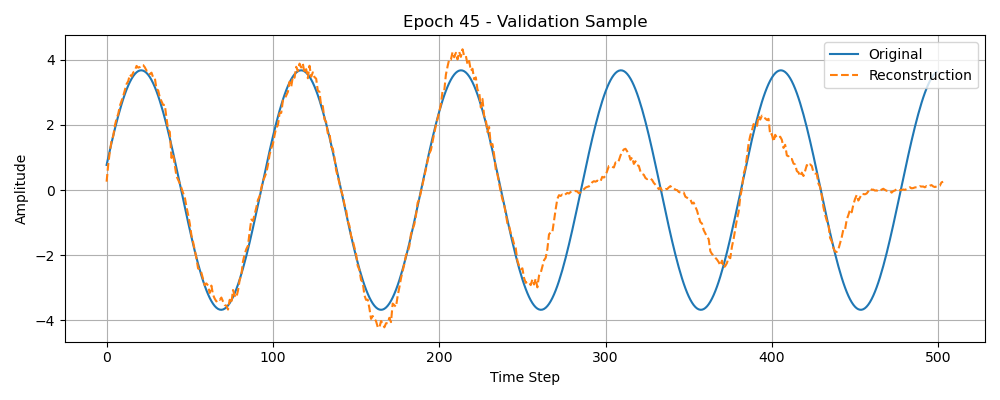 Epoch 45 - Validation Sample
Original
Reconstruction
Amplitude
4
2
0
−2
−4
0 100 200 300 400 500
Time Step